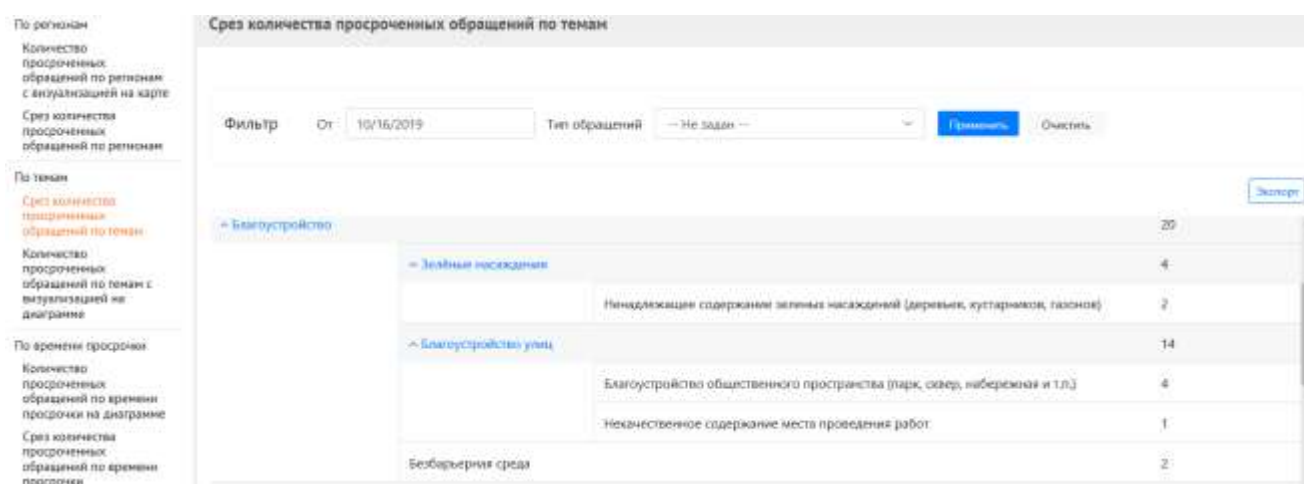 По регионам
Количество
просроченных
обращений по регионам
с визуализацией на карте
Срез количества
просроченных
обращений по регионам
По темам
Срез количества
просроченных
обращений по темам
Количество
просроченных
обращений по темам с
визуализацией на
диаграмме
По времени просрочки
Количество
просроченных
обращений по времени
просрочки на диаграмме
Срез количества
просроченных
обращений по времени
просрочки
Срез количества просроченных обращений по темам
Фильтр От 10/16/2019 Тип обращений -- Не задан -- Применить Очистить
Экспорт
Благоустройство 20
Зелёные насаждения 4
Ненадлежащее содержание зеленых насаждений (деревьев, кустарников, газонов) 2
Благоустройство улиц 14
Благоустройство общественного пространства (парк, сквер, набережная и т.п.) 4
Некачественное содержание места проведения работ 1
Безбарьерная среда 2